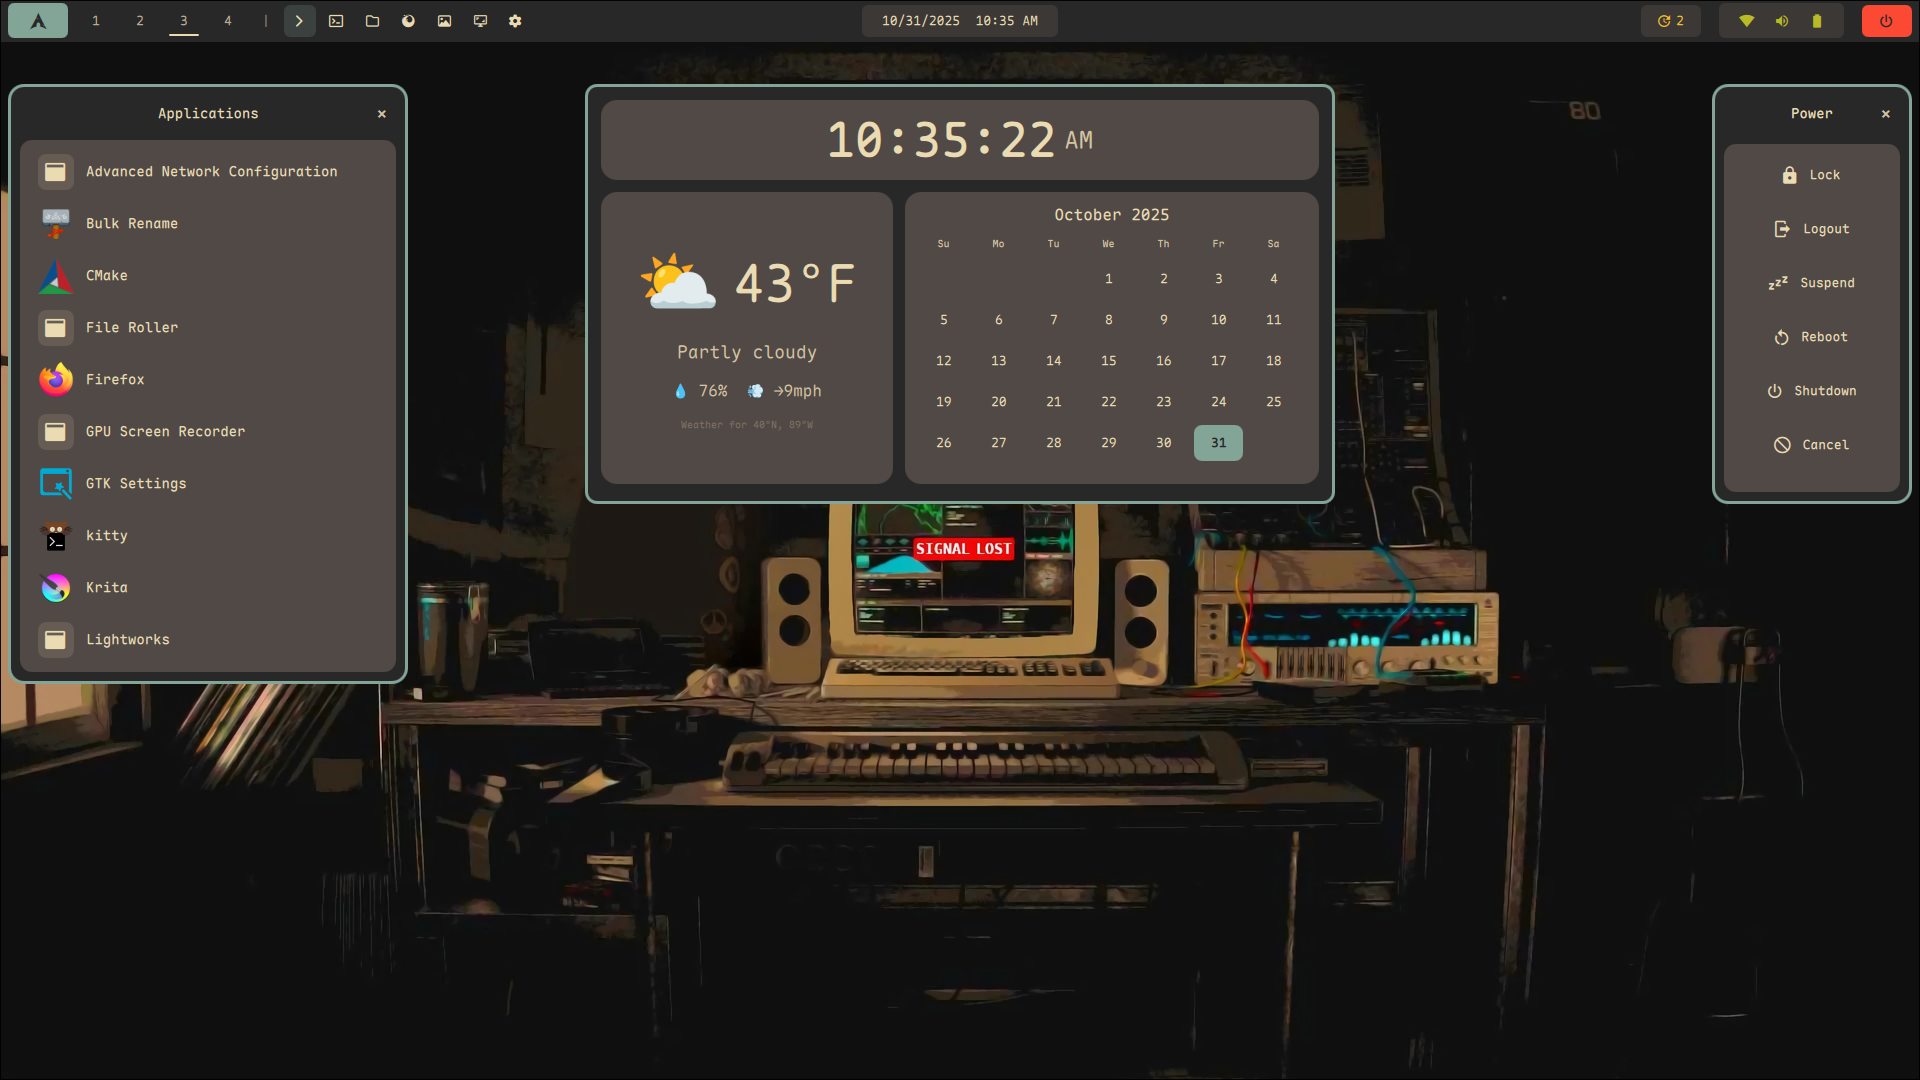 1 2 3 4 |
10/31/2025 10:35 AM
2
Applications ×
Advanced Network Configuration
Bulk Rename
CMake
File Roller
Firefox
GPU Screen Recorder
GTK Settings
kitty
Krita
Lightworks
10:35:22 AM
43°F
Partly cloudy
76% →9mph
Weather for 40°N, 89°W
October 2025
Su Mo Tu We Th Fr Sa
1 2 3 4
5 6 7 8 9 10 11
12 13 14 15 16 17 18
19 20 21 22 23 24 25
26 27 28 29 30 31
Power ×
Lock
Logout
Suspend
Reboot
Shutdown
Cancel
80
SIGNAL LOST